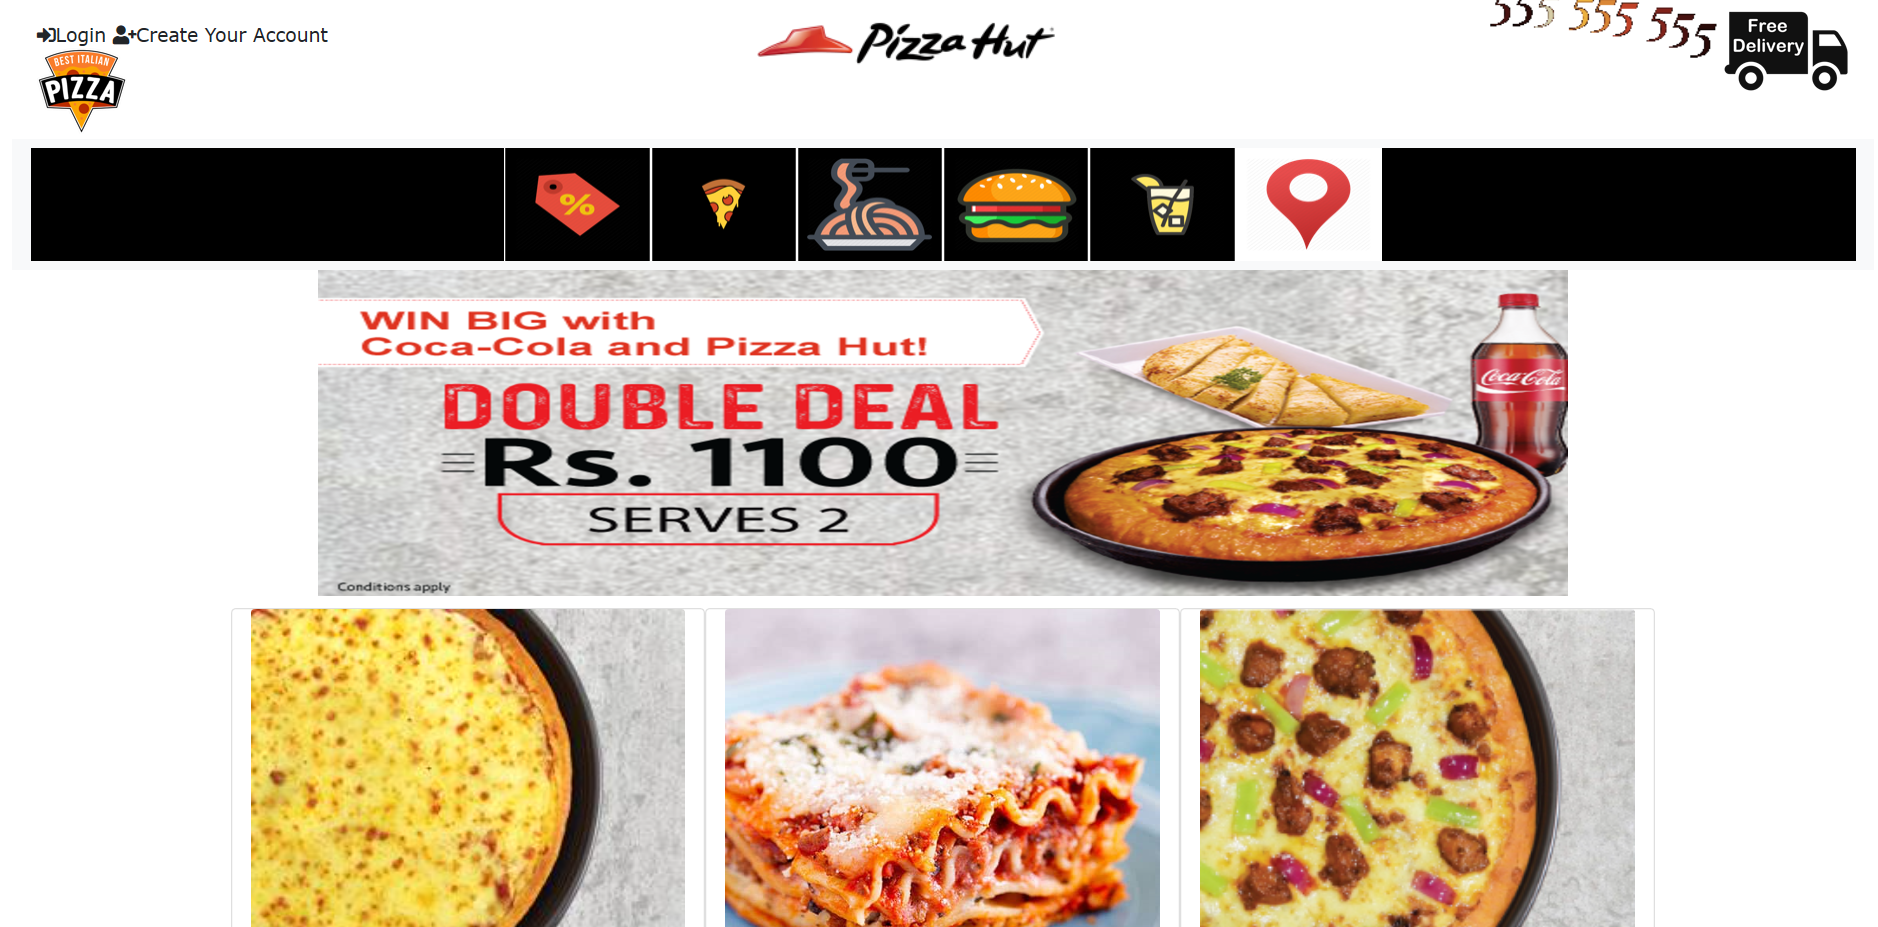 Login Create Your Account
BEST ITALIAN
PIZZA
Pizza Hut
555 555 555
Free
Delivery
%
WIN BIG with
Coca-Cola and Pizza Hut!
DOUBLE DEAL
Rs. 1100
SERVES 2
Conditions apply
Coca-Cola